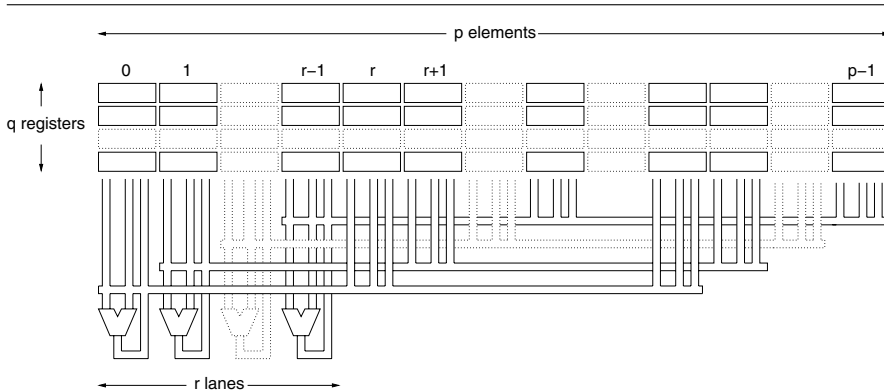 p elements
0 1 r−1 r r+1 p−1
q registers
r lanes